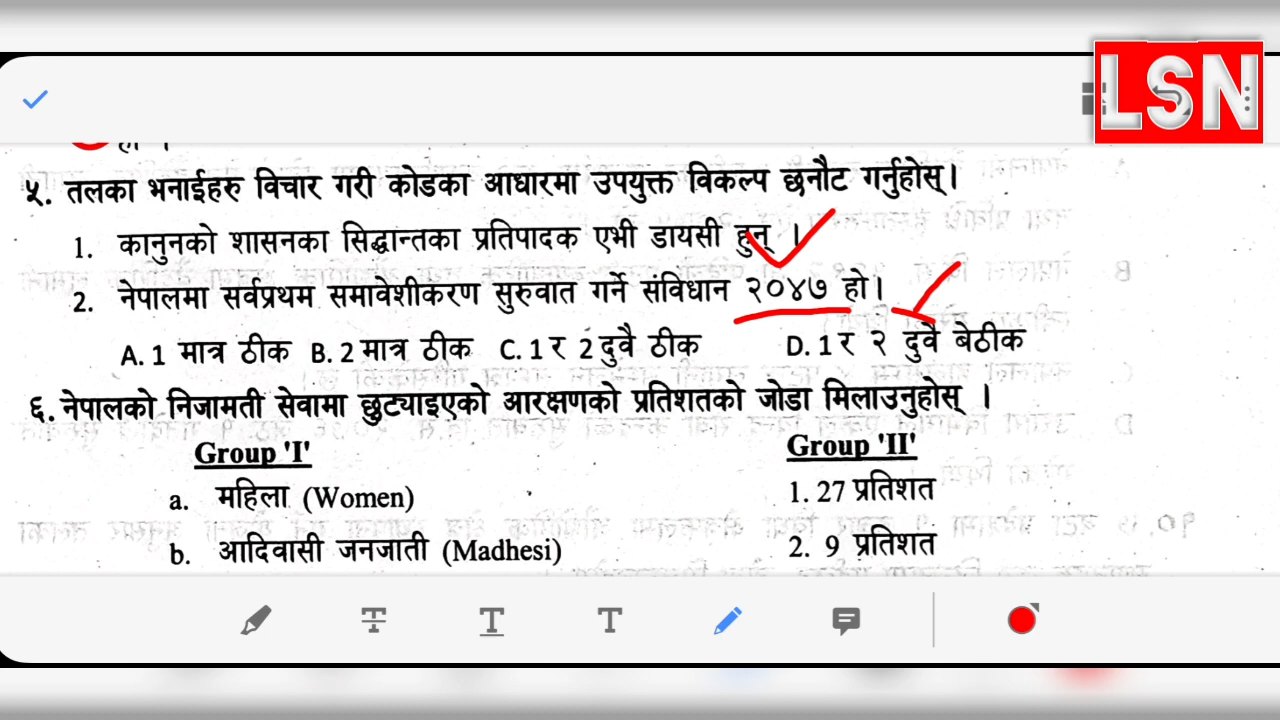 LSN
हो ।
५. तलका भनाईहरु विचार गरी कोडका आधारमा उपयुक्त विकल्प छनौट गर्नुहोस्।
1. कानुनको शासनका सिद्धान्तका प्रतिपादक एभी डायसी हुन् ।
2. नेपालमा सर्वप्रथम समावेशीकरण सुरुवात गर्ने संविधान २०४७ हो।
A. 1 मात्र ठीक B. 2 मात्र ठीक C. 1 र 2 दुवै ठीक D. 1 र २ दुवै बेठीक
६. नेपालको निजामती सेवामा छुट्याइएको आरक्षणको प्रतिशतको जोडा मिलाउनुहोस् ।
Group 'I' Group 'II'
a. महिला (Women) 1. 27 प्रतिशत
b. आदिवासी जनजाती (Madhesi) 2. 9 प्रतिशत